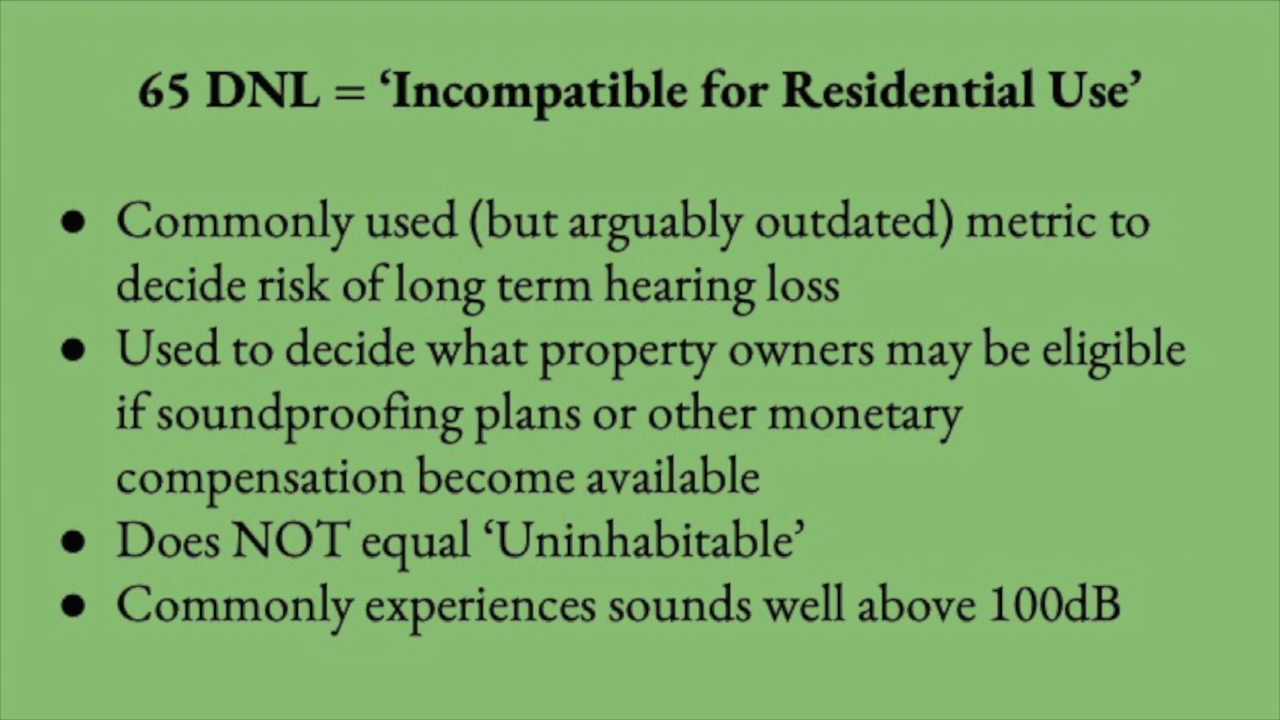 65 DNL = ‘Incompatible for Residential Use’
● Commonly used (but arguably outdated) metric to
decide risk of long term hearing loss
● Used to decide what property owners may be eligible
if soundproofing plans or other monetary
compensation become available
● Does NOT equal ‘Uninhabitable’
● Commonly experiences sounds well above 100dB